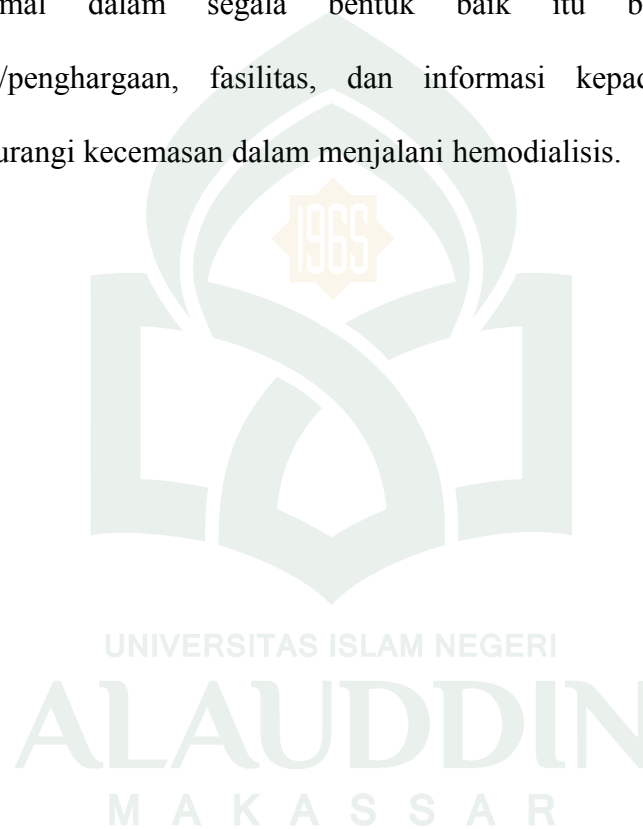 mal dalam segala bentuk baik itu b
/penghargaan, fasilitas, dan informasi kepad
urangi kecemasan dalam menjalani hemodialisis.
1965
UNIVERSITAS ISLAM NEGERI
ALAUDDIN
MAKASSAR